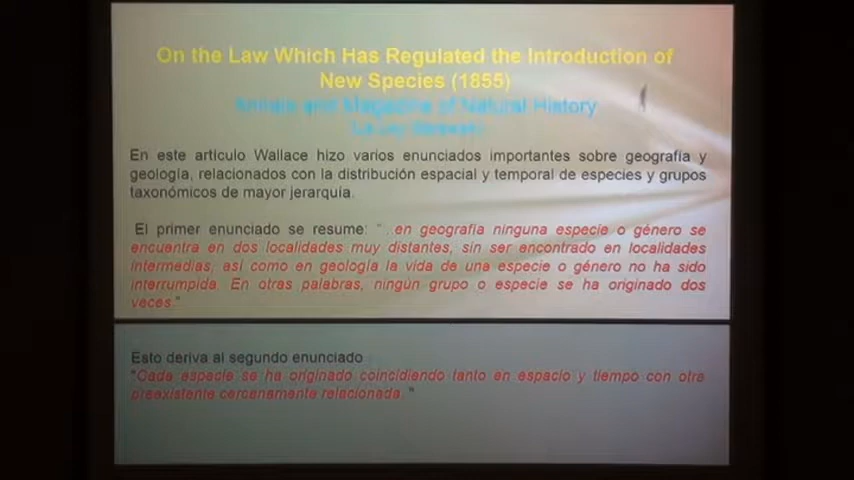 On the Law Which Has Regulated the Introduction of
New Species (1855)
Annals and Magazine of Natural History
En este artículo Wallace hizo varios enunciados importantes sobre geografía y
geología, relacionados con la distribución espacial y temporal de especies y grupos
taxonómicos de mayor jerarquía.
El primer enunciado se resume: "...en geografía ninguna especie o género se
encuentra en dos localidades muy distantes, sin ser encontrado en localidades
intermedias, así como en geología la vida de una especie o género no ha sido
interrumpida. En otras palabras, ningún grupo o especie se ha originado dos
veces."
Esto deriva al segundo enunciado
"Cada especie se ha originado coincidiendo tanto en espacio y tiempo con otra
preexistente cercanamente relacionada."